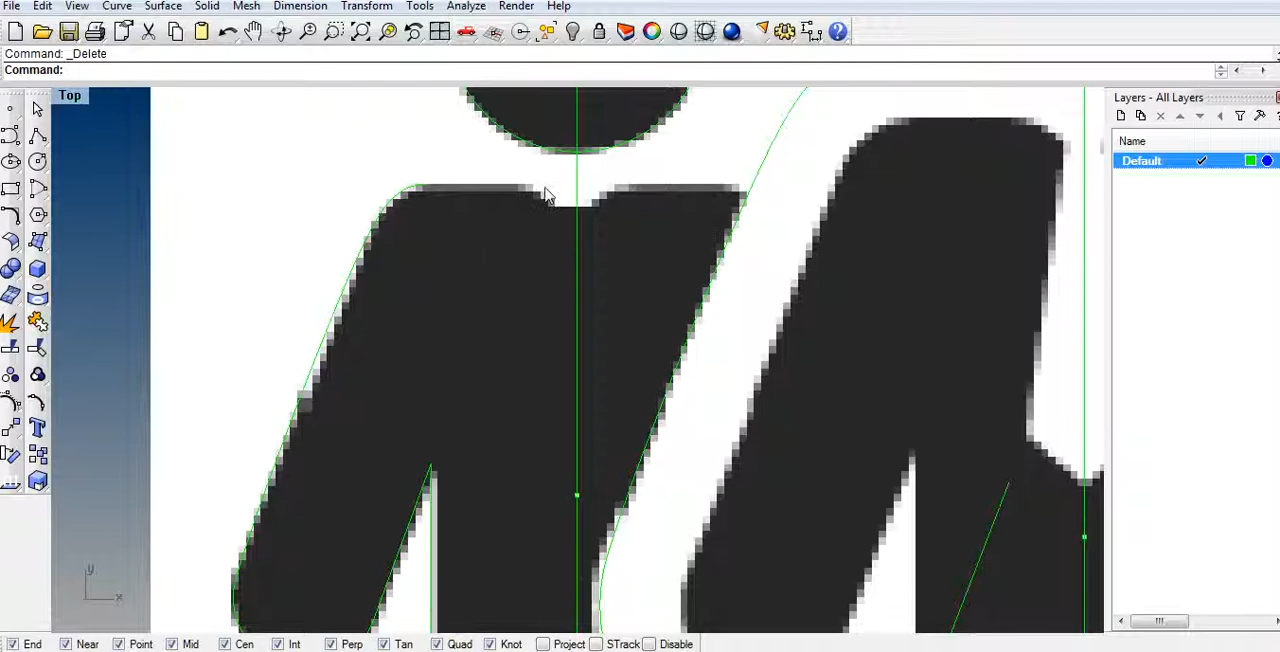 File Edit View Curve Surface Solid Mesh Dimension Transform Tools Analyze Render Help
Command: _Delete
Command:
Top
Layers - All Layers
Name
Default
y
x
End Near Point Mid Cen Int Perp Tan Quad Knot Project STrack Disable